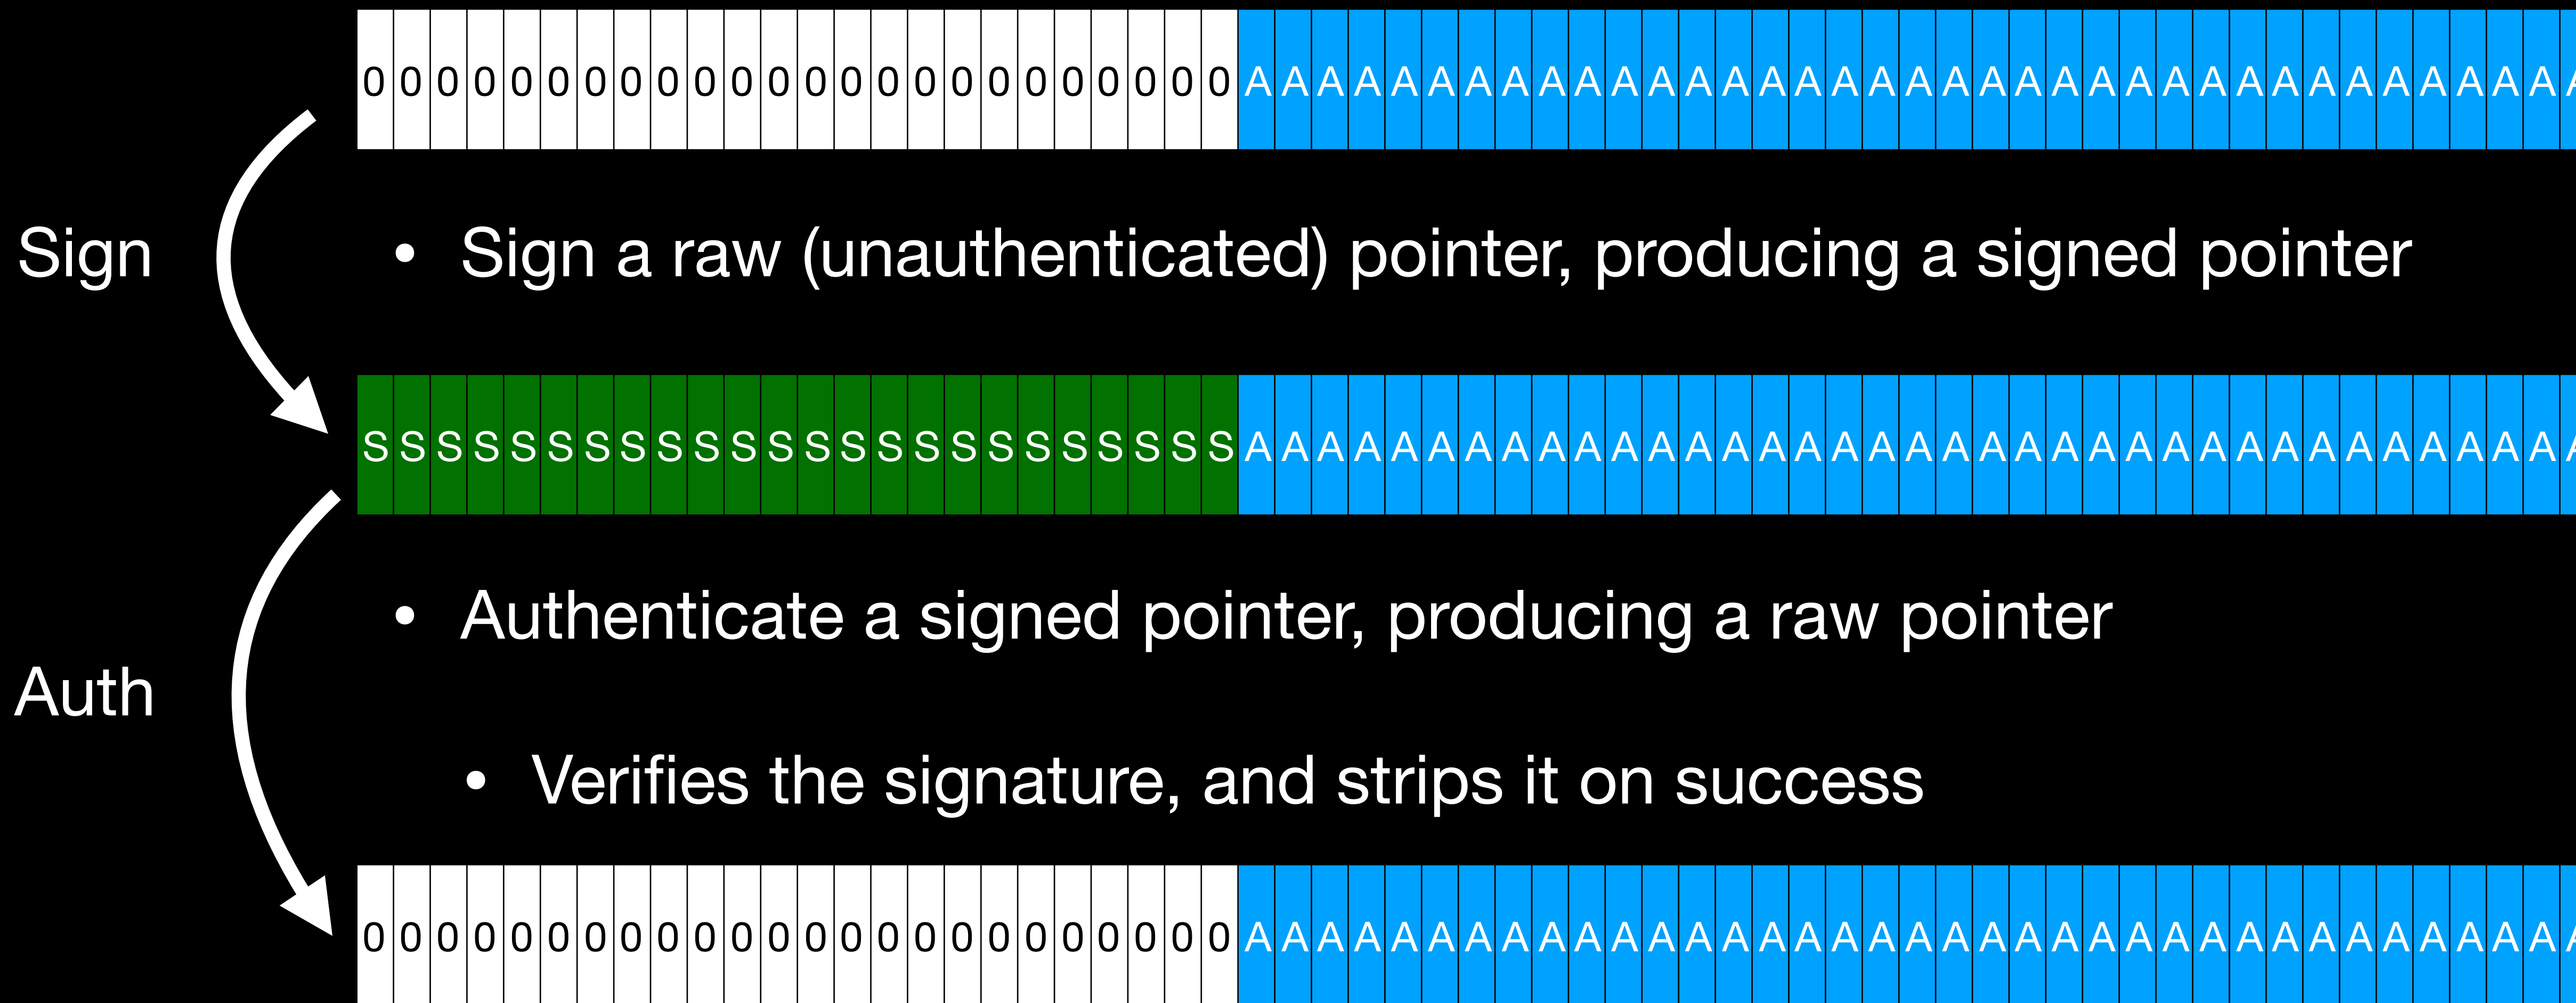 0 0 0 0 0 0 0 0 0 0 0 0 0 0 0 0 0 0 0 0 0 0 0 0 A A A A A A A A A A A A A A A A A A A A A A A A A A A A A A A A A A A A
Sign
• Sign a raw (unauthenticated) pointer, producing a signed pointer
S S S S S S S S S S S S S S S S S S S S S S S S A A A A A A A A A A A A A A A A A A A A A A A A A A A A A A A A A A A A
• Authenticate a signed pointer, producing a raw pointer
Auth
• Verifies the signature, and strips it on success
0 0 0 0 0 0 0 0 0 0 0 0 0 0 0 0 0 0 0 0 0 0 0 0 A A A A A A A A A A A A A A A A A A A A A A A A A A A A A A A A A A A A